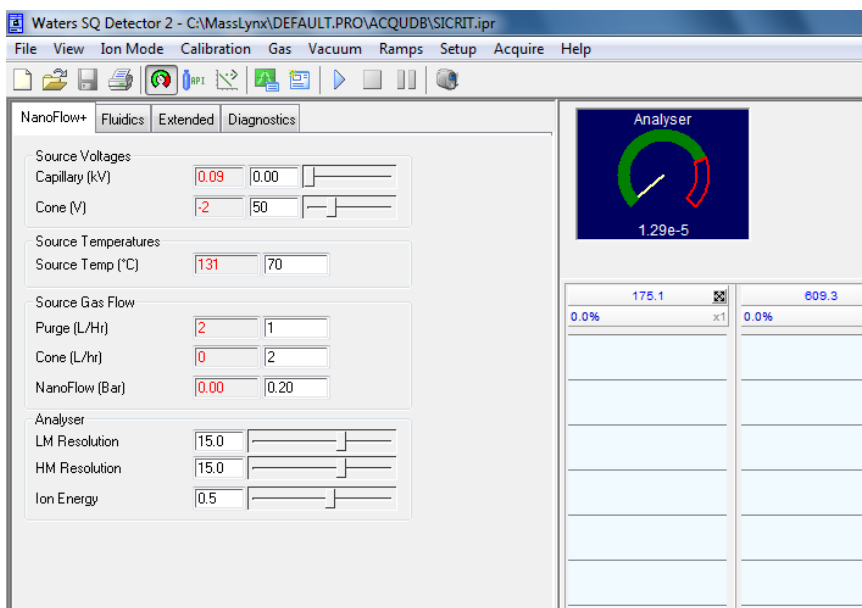 Waters SQ Detector 2 - C:\MassLynx\DEFAULT.PRO\ACQUDB\SICRIT.ipr
File View Ion Mode Calibration Gas Vacuum Ramps Setup Acquire Help
API
NanoFlow+ Fluidics Extended Diagnostics
Source Voltages
Capillary (kV) 0.09 0.00
Cone (V) -2 50
Source Temperatures
Source Temp (°C) 131 70
Source Gas Flow
Purge (L/Hr) 2 1
Cone (L/hr) 0 2
NanoFlow (Bar) 0.00 0.20
Analyser
LM Resolution 15.0
HM Resolution 15.0
Ion Energy 0.5
Analyser
1.29e-5
175.1 609.3
0.0% x1 0.0%